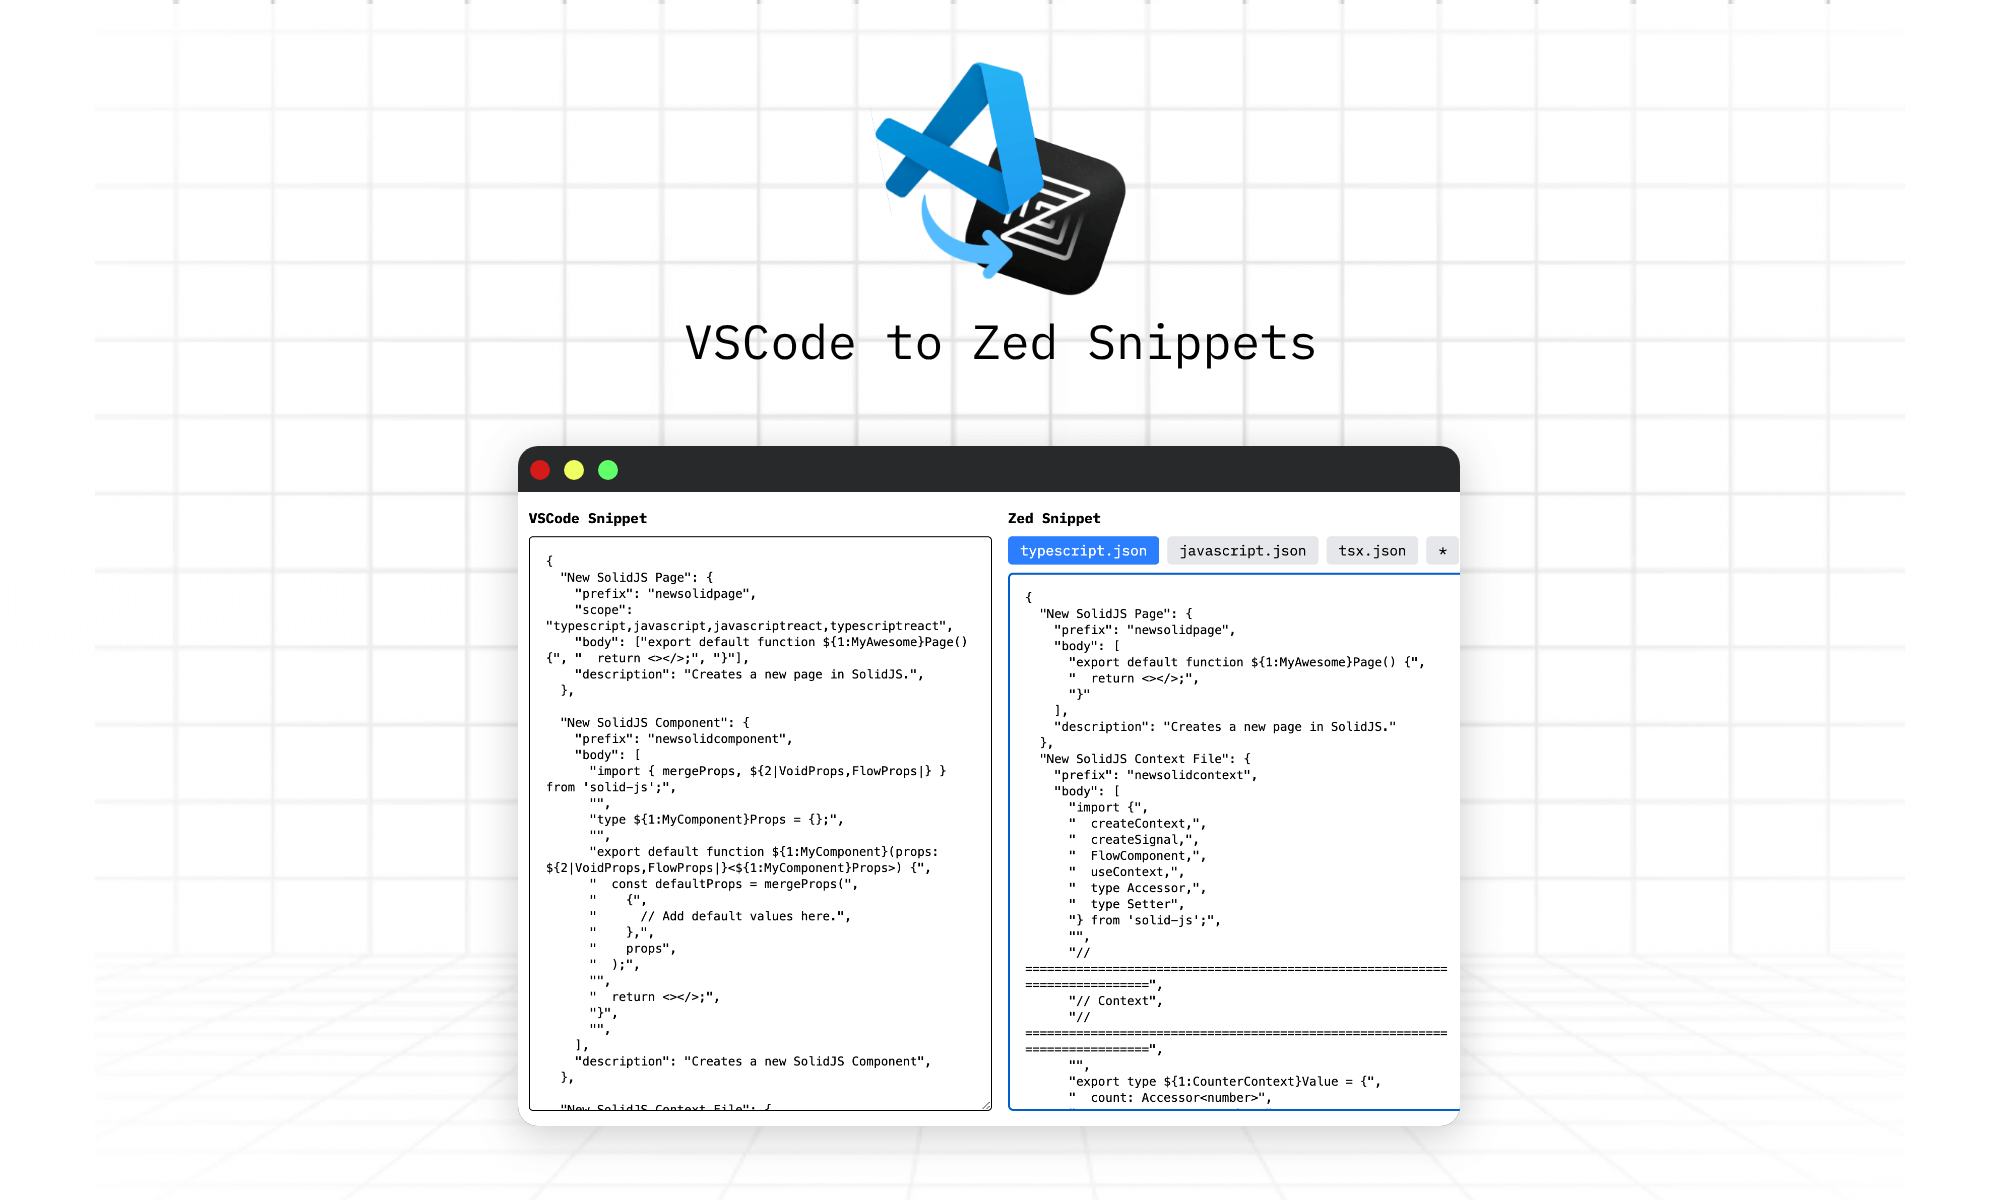 VSCode to Zed Snippets
VSCode Snippet
{
  "New SolidJS Page": {
    "prefix": "newsolidpage",
    "scope":
"typescript,javascript,javascriptreact,typescriptreact",
    "body": ["export default function ${1:MyAwesome}Page()
{", "  return <></>;", "}"],
    "description": "Creates a new page in SolidJS.",
  },
  "New SolidJS Component": {
    "prefix": "newsolidcomponent",
    "body": [
      "import { mergeProps, ${2|VoidProps,FlowProps|} }
from 'solid-js';",
      "",
      "type ${1:MyComponent}Props = {};",
      "",
      "export default function ${1:MyComponent}(props:
${2|VoidProps,FlowProps|}<${1:MyComponent}Props>) {",
      "  const defaultProps = mergeProps(",
      "    {",
      "      // Add default values here.",
      "    },",
      "    props",
      "  );",
      "",
      "  return <></>;",
      "}",
      "",
    ],
    "description": "Creates a new SolidJS Component",
  },
  "New SolidJS Context File": {
Zed Snippet
typescript.json javascript.json tsx.json *
{
  "New SolidJS Page": {
    "prefix": "newsolidpage",
    "body": [
      "export default function ${1:MyAwesome}Page() {",
      "  return <></>;",
      "}"
    ],
    "description": "Creates a new page in SolidJS."
  },
  "New SolidJS Context File": {
    "prefix": "newsolidcontext",
    "body": [
      "import {",
      "  createContext,",
      "  createSignal,",
      "  FlowComponent,",
      "  useContext,",
      "  type Accessor,",
      "  type Setter",
      "} from 'solid-js';",
      "",
      "//
==========================================================
=================",
      "// Context",
      "//
==========================================================
=================",
      "",
      "export type ${1:CounterContext}Value = {",
      "  count: Accessor<number>",